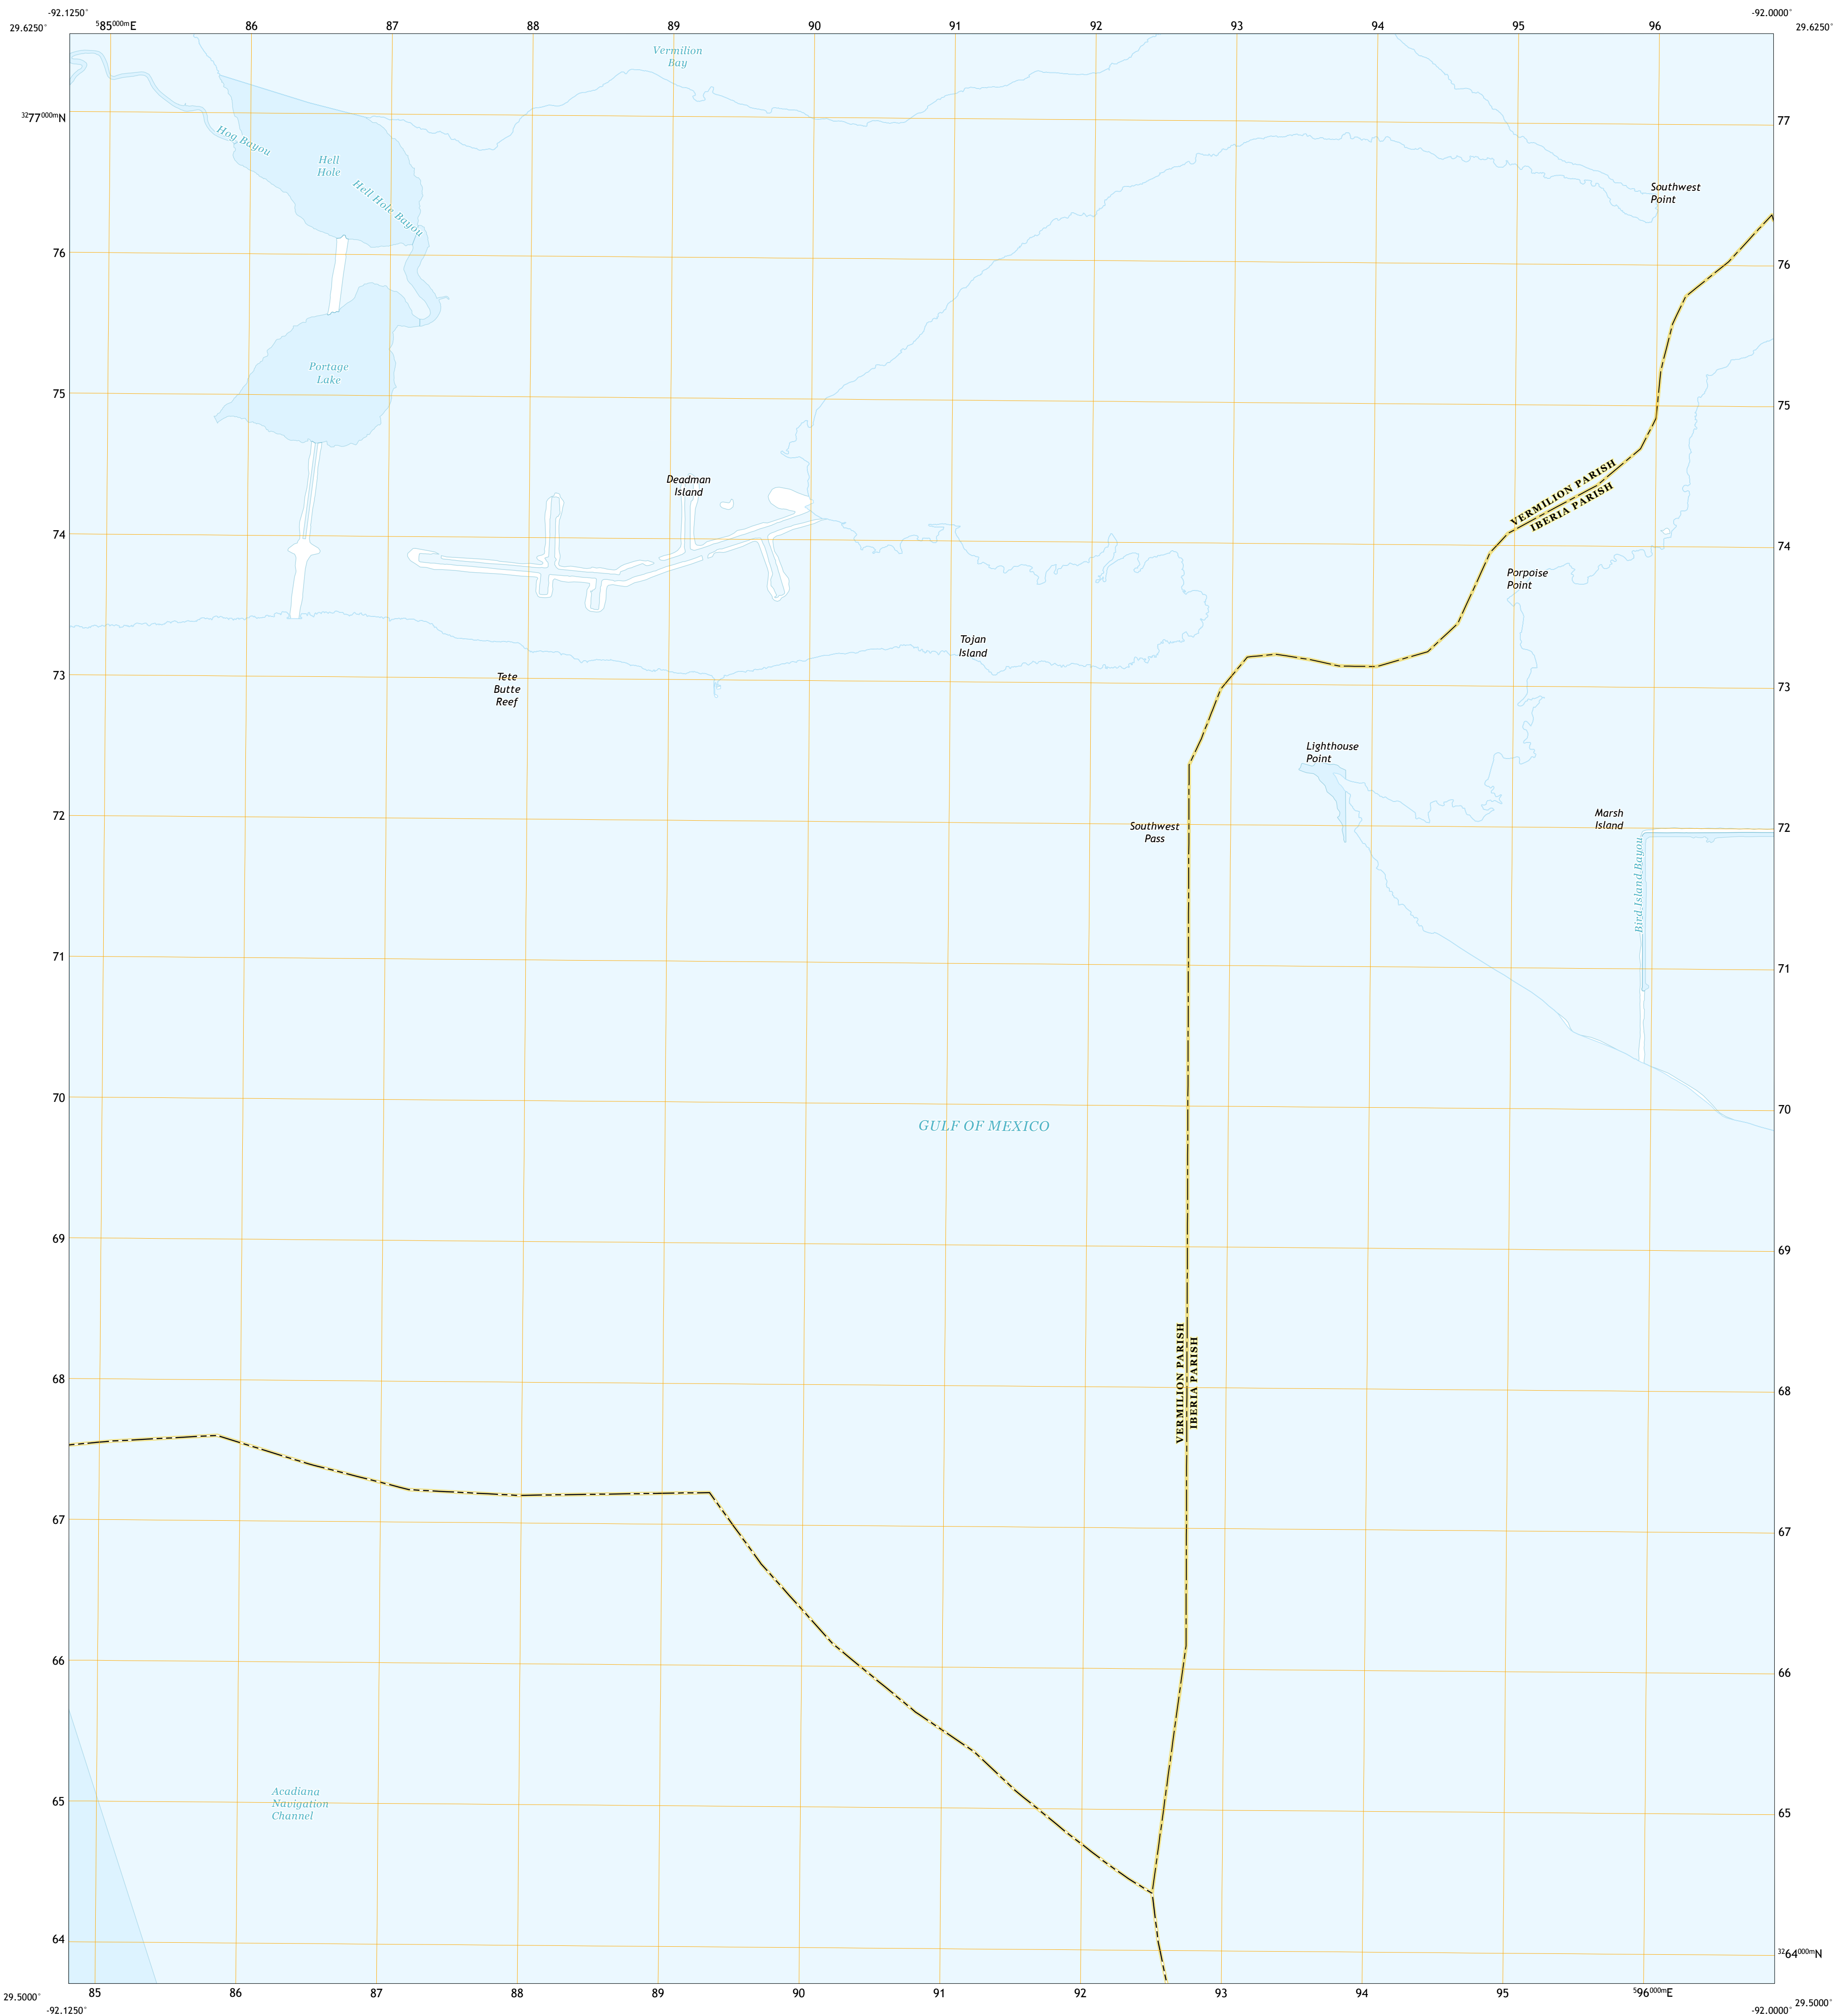 -92.1250°
-92.0000°
29.6250°
585000mE
86
87
88
89
90
91
92
93
94
95
96
29.6250°
Vermilion
Bay
3277000mN
77
Hog Bayou
Hell
Hole
Hell Hole Bayou
Southwest
Point
76
76
Portage
Lake
75
75
Deadman
Island
VERMILION PARISH
IBERIA PARISH
74
74
Porpoise
Point
Tojan
Island
73
73
Tete
Butte
Reef
Lighthouse
Point
72
Southwest
Pass
Marsh
Island
72
Bird Island Bayou
71
71
70
70
GULF OF MEXICO
69
69
68
68
VERMILION PARISH
IBERIA PARISH
67
67
66
66
Acadiana
Navigation
Channel
65
65
64
3264000mN
29.5000°
85
86
87
88
89
90
91
92
93
94
95
596000mE
29.5000°
-92.1250°
-92.0000°